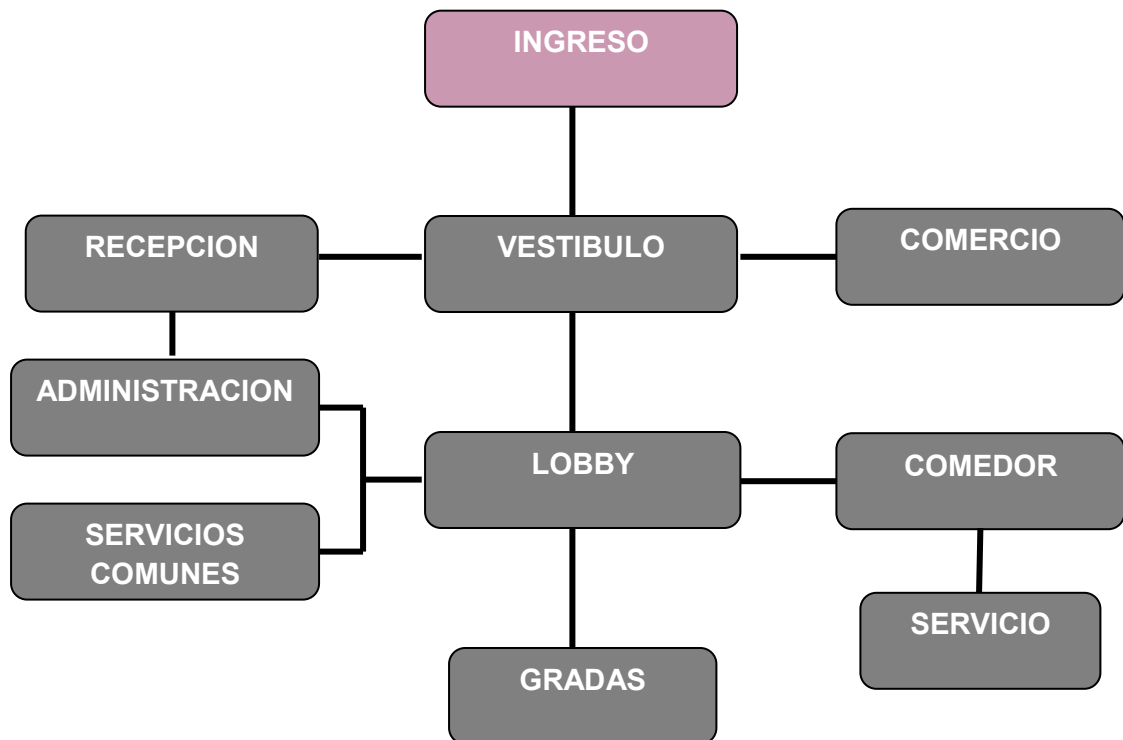 INGRESO
RECEPCION
VESTIBULO
COMERCIO
ADMINISTRACION
LOBBY
COMEDOR
SERVICIOS
COMUNES
SERVICIO
GRADAS